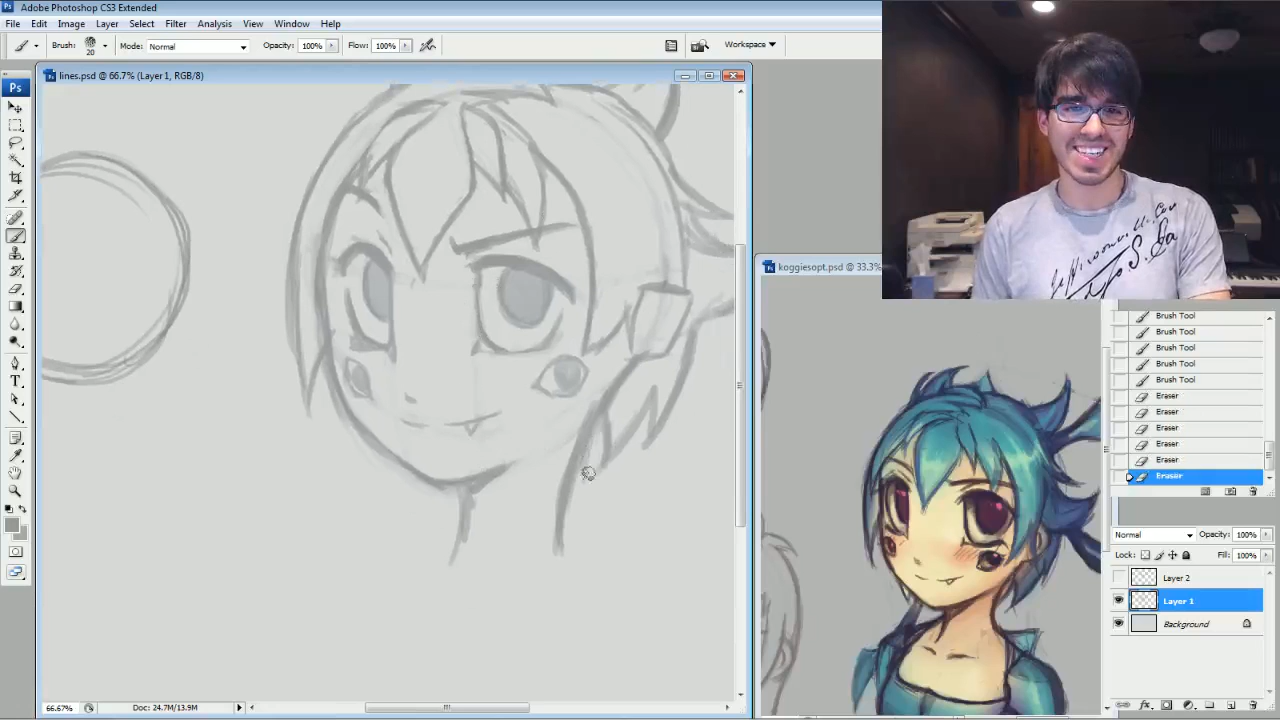 Ps Adobe Photoshop CS3 Extended
File Edit Image Layer Select Filter Analysis View Window Help
Brush: 20 Mode: Normal Opacity: 100% Flow: 100% Workspace
lines.psd @ 66.7% (Layer 1, RGB/8)
Ps
koggiesopt.psd @ 33.3%
Brush Tool
Brush Tool
Brush Tool
Brush Tool
Brush Tool
Eraser
Eraser
Eraser
Eraser
Eraser
Eraser
Normal Opacity: 100%
Lock: Fill: 100%
Layer 2
Layer 1
Background
66.67% Doc: 24.7M/13.9M